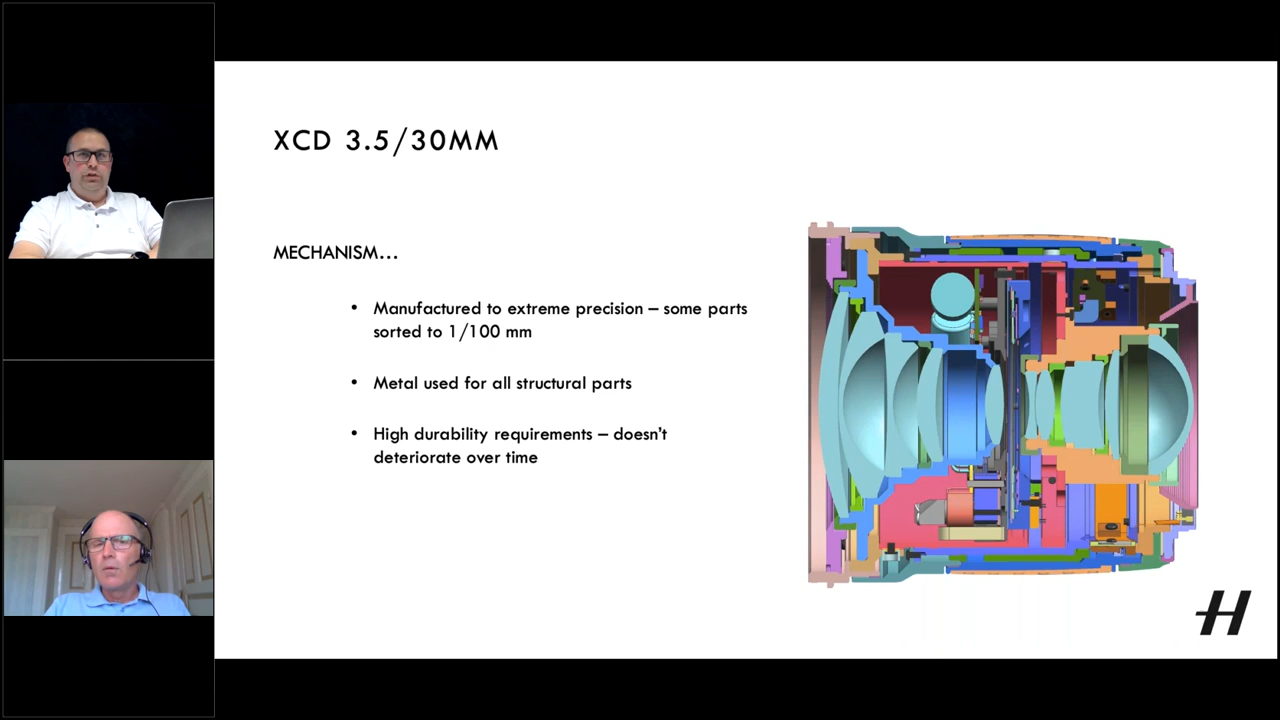 XCD 3.5/30MM
MECHANISM...
• Manufactured to extreme precision – some parts
sorted to 1/100 mm
• Metal used for all structural parts
• High durability requirements – doesn't
deteriorate over time
H